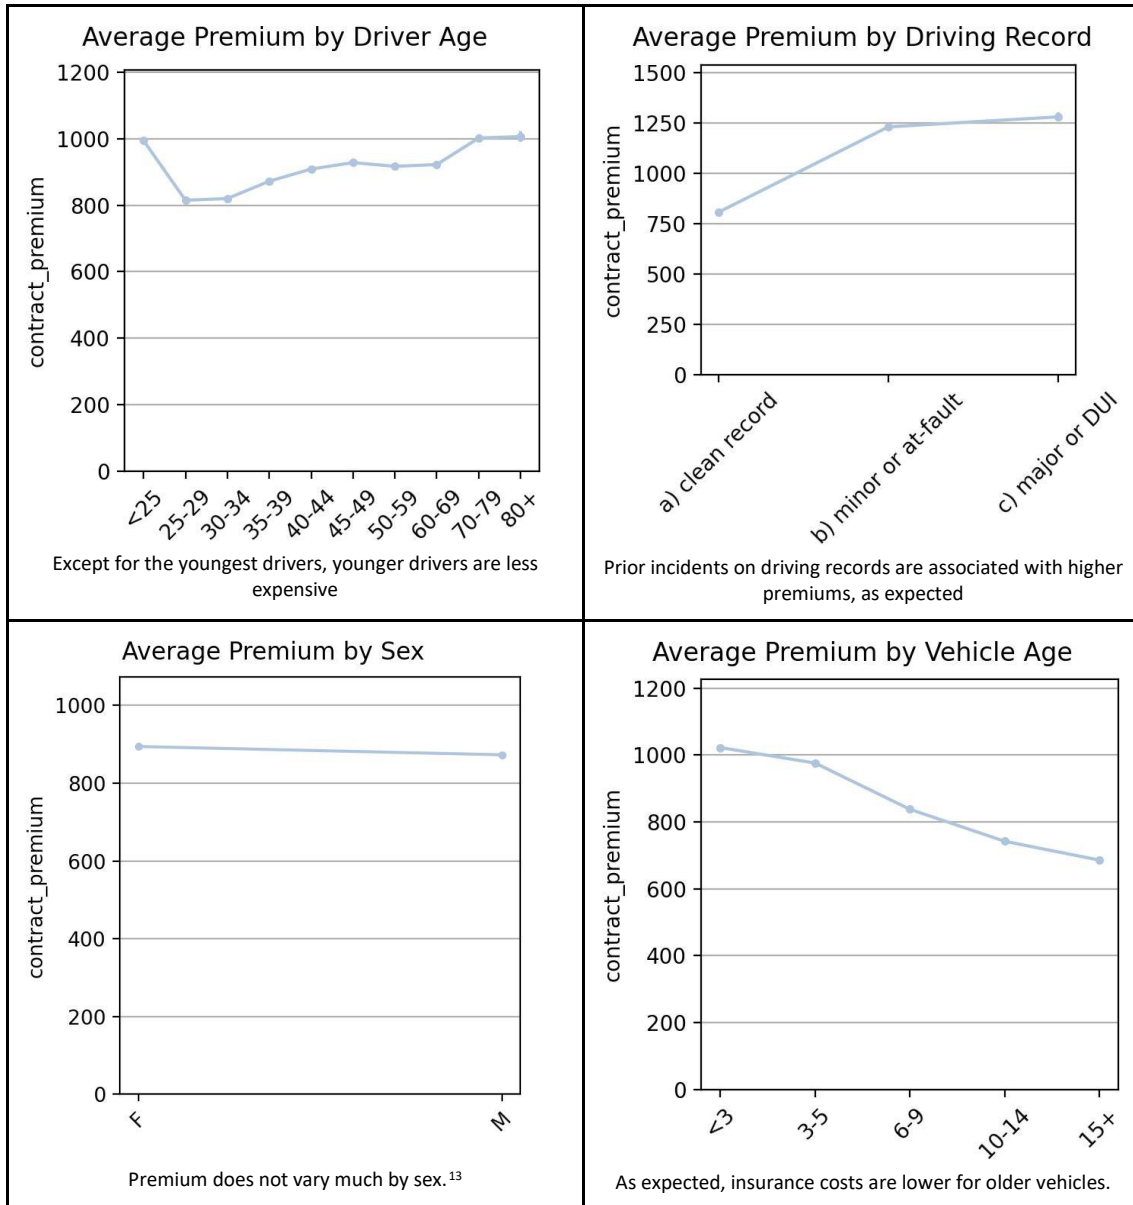 Average Premium by Driver Age
1200
1000
800
600
400
200
0
contract_premium
<25
25-29
30-34
35-39
40-44
45-49
50-59
60-69
70-79
80+
Except for the youngest drivers, younger drivers are less
expensive
Average Premium by Driving Record
1500
1250
1000
750
500
250
0
contract_premium
a) clean record
b) minor or at-fault
c) major or DUI
Prior incidents on driving records are associated with higher
premiums, as expected
Average Premium by Sex
1000
800
600
400
200
0
contract_premium
F
M
Premium does not vary much by sex.¹³
Average Premium by Vehicle Age
1200
1000
800
600
400
200
0
contract_premium
<3
3-5
6-9
10-14
15+
As expected, insurance costs are lower for older vehicles.